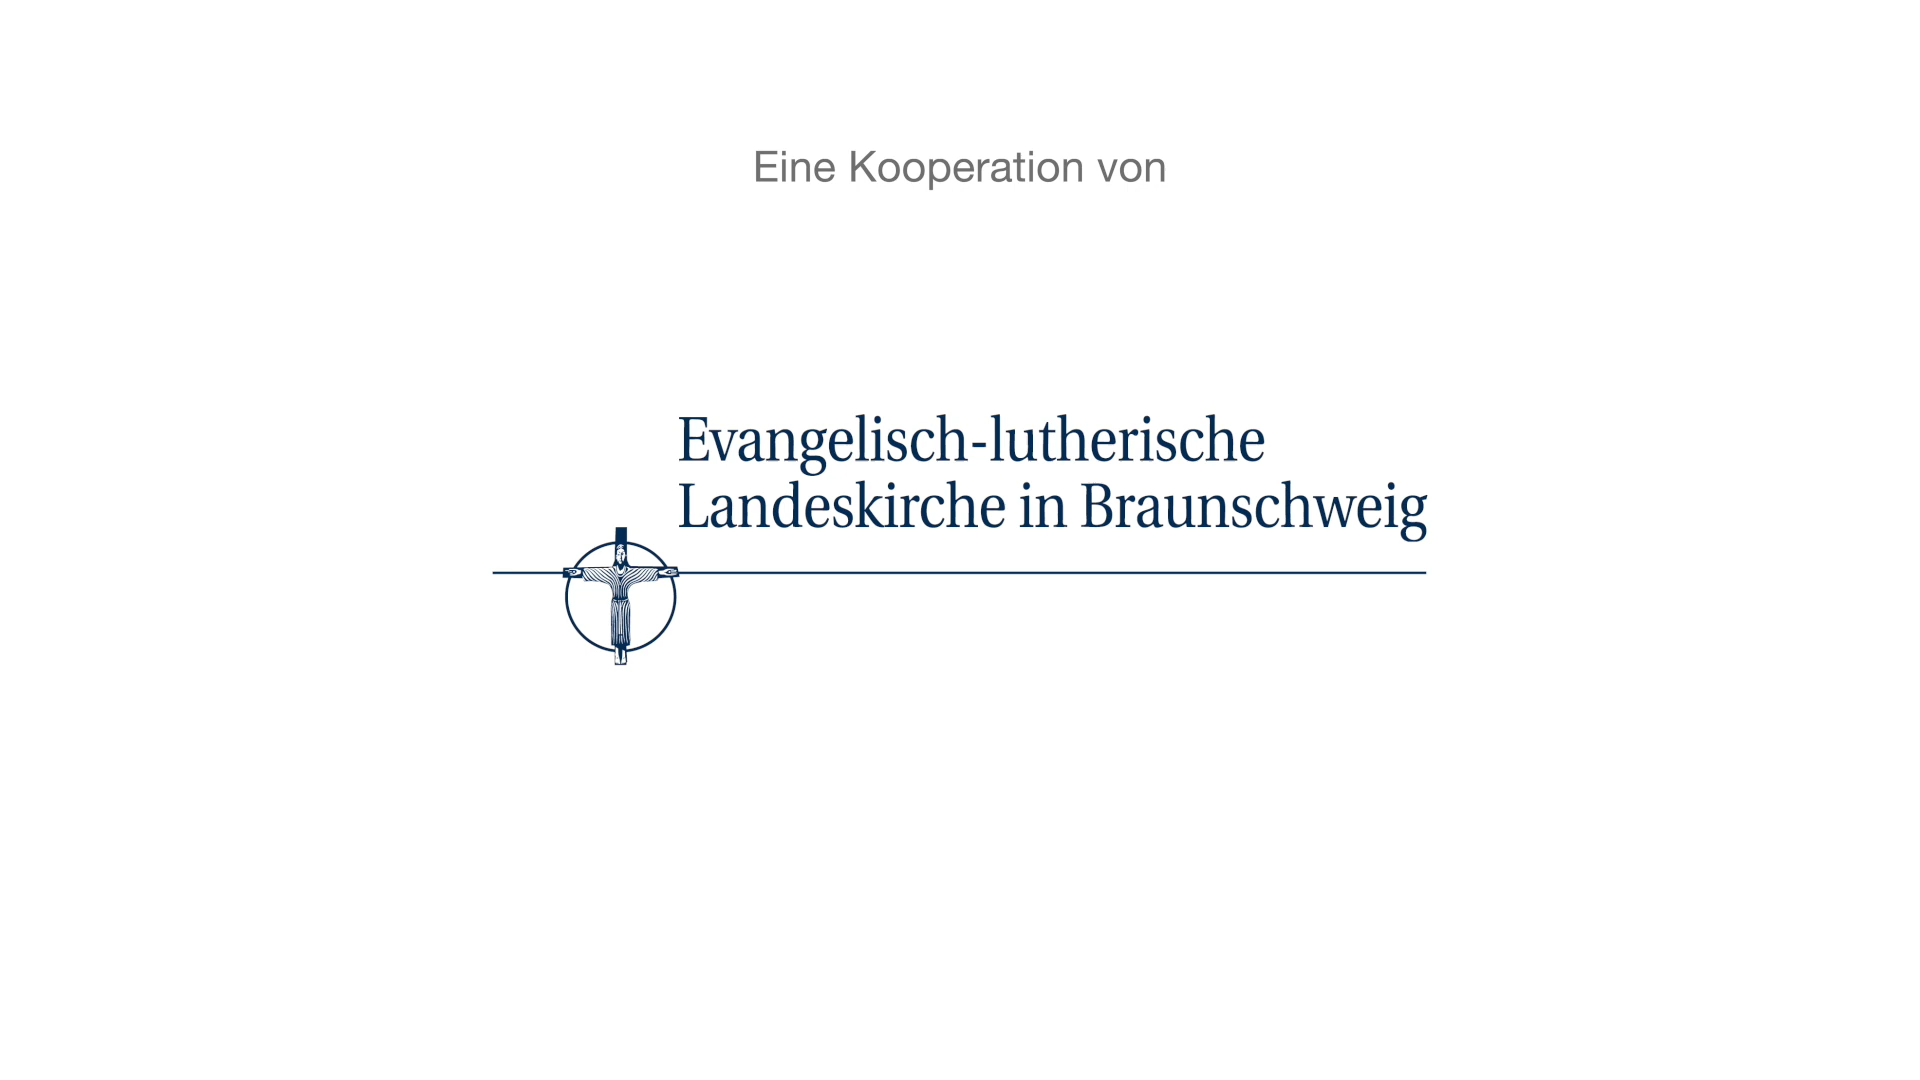 Eine Kooperation von
Evangelisch-lutherische
Landeskirche in Braunschweig